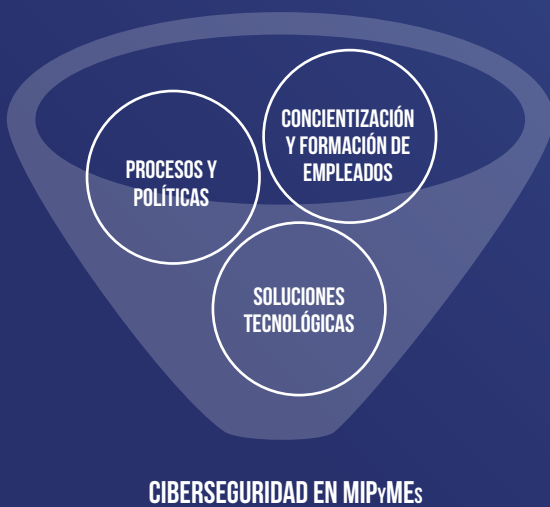 CONCIENTIZACIÓN
Y FORMACIÓN DE
EMPLEADOS
PROCESOS Y
POLÍTICAS
SOLUCIONES
TECNOLÓGICAS
CIBERSEGURIDAD EN MIPYMES